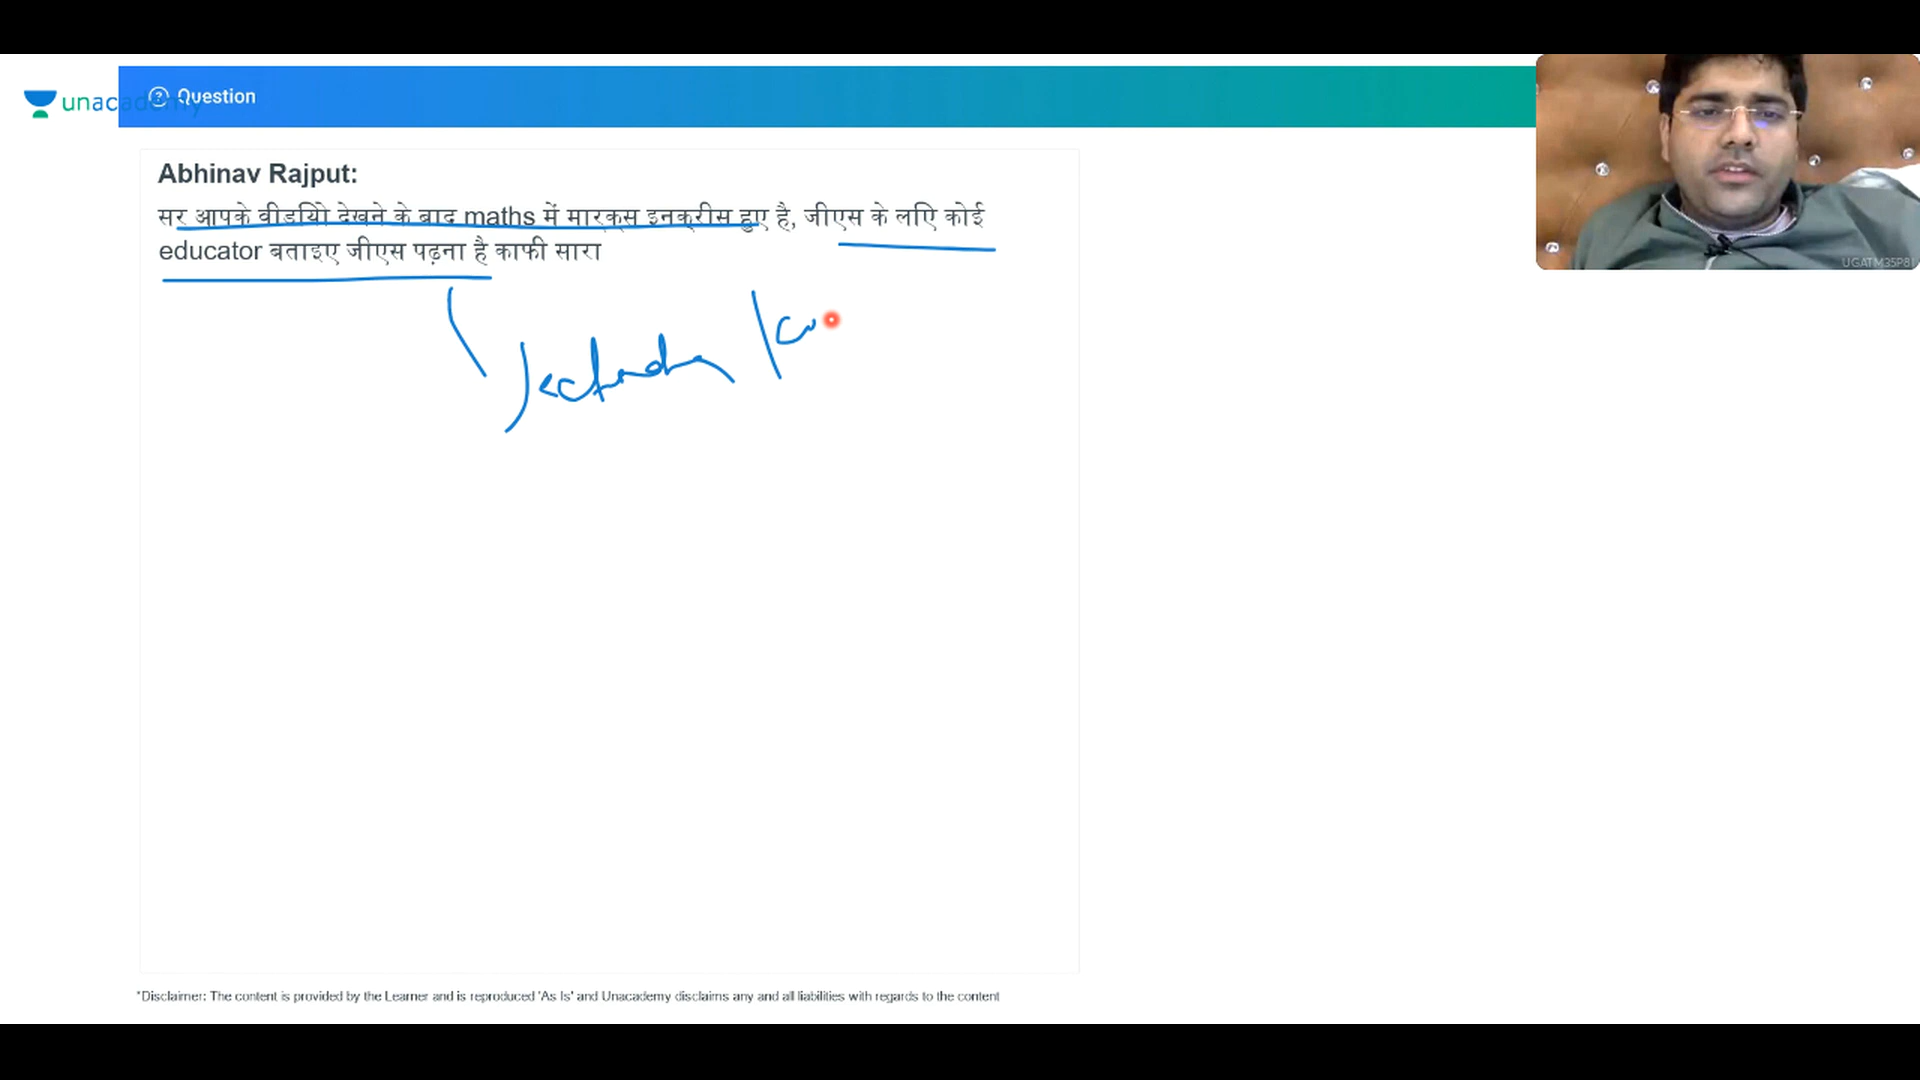 unacademy
Question
Abhinav Rajput:
सर आपके वीडियो देखने के बाद maths में मारक्स इनक्रीस हुए है, जीएस के लिए कोई
educator बताइए जीएस पढ़ना है काफी सारा
UGATM35P81
*Disclaimer: The content is provided by the Learner and is reproduced 'As Is' and Unacademy disclaims any and all liabilities with regards to the content